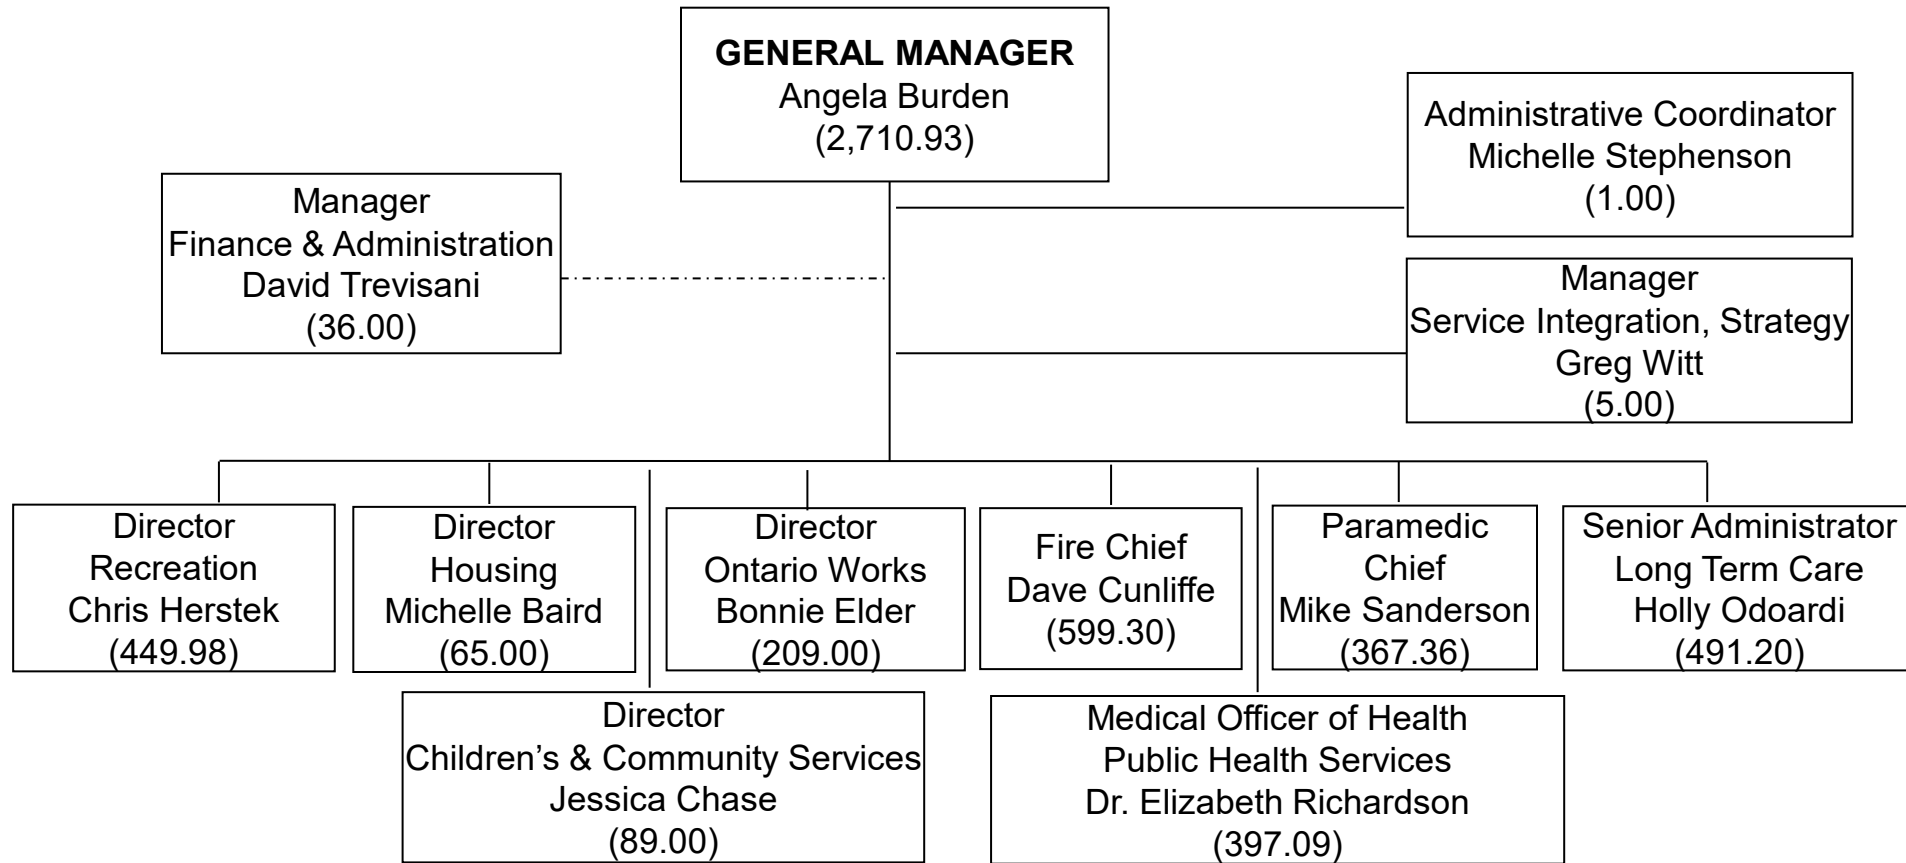 GENERAL MANAGER
Angela Burden
(2,710.93)
Administrative Coordinator
Michelle Stephenson
(1.00)
Manager
Finance & Administration
David Trevisani
(36.00)
Manager
Service Integration, Strategy
Greg Witt
(5.00)
Director
Recreation
Chris Herstek
(449.98)
Director
Housing
Michelle Baird
(65.00)
Director
Ontario Works
Bonnie Elder
(209.00)
Fire Chief
Dave Cunliffe
(599.30)
Paramedic
Chief
Mike Sanderson
(367.36)
Senior Administrator
Long Term Care
Holly Odoardi
(491.20)
Director
Children’s & Community Services
Jessica Chase
(89.00)
Medical Officer of Health
Public Health Services
Dr. Elizabeth Richardson
(397.09)